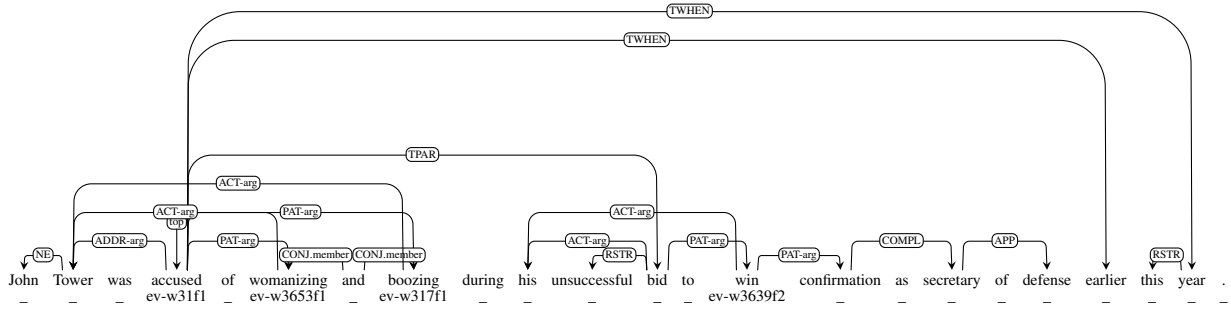 TWHEN
TWHEN
TPAR
ACT-arg
ACT-arg PAT-arg ACT-arg
top
NE ADDR-arg PAT-arg CONJ.member CONJ.member ACT-arg RSTR PAT-arg PAT-arg COMPL APP RSTR
John Tower was accused of womanizing and boozing during his unsuccessful bid to win confirmation as secretary of defense earlier this year .
_ _ _ ev-w31f1 _ ev-w3653f1 _ ev-w317f1 _ _ _ _ _ ev-w3639f2 _ _ _ _ _ _ _ _ _